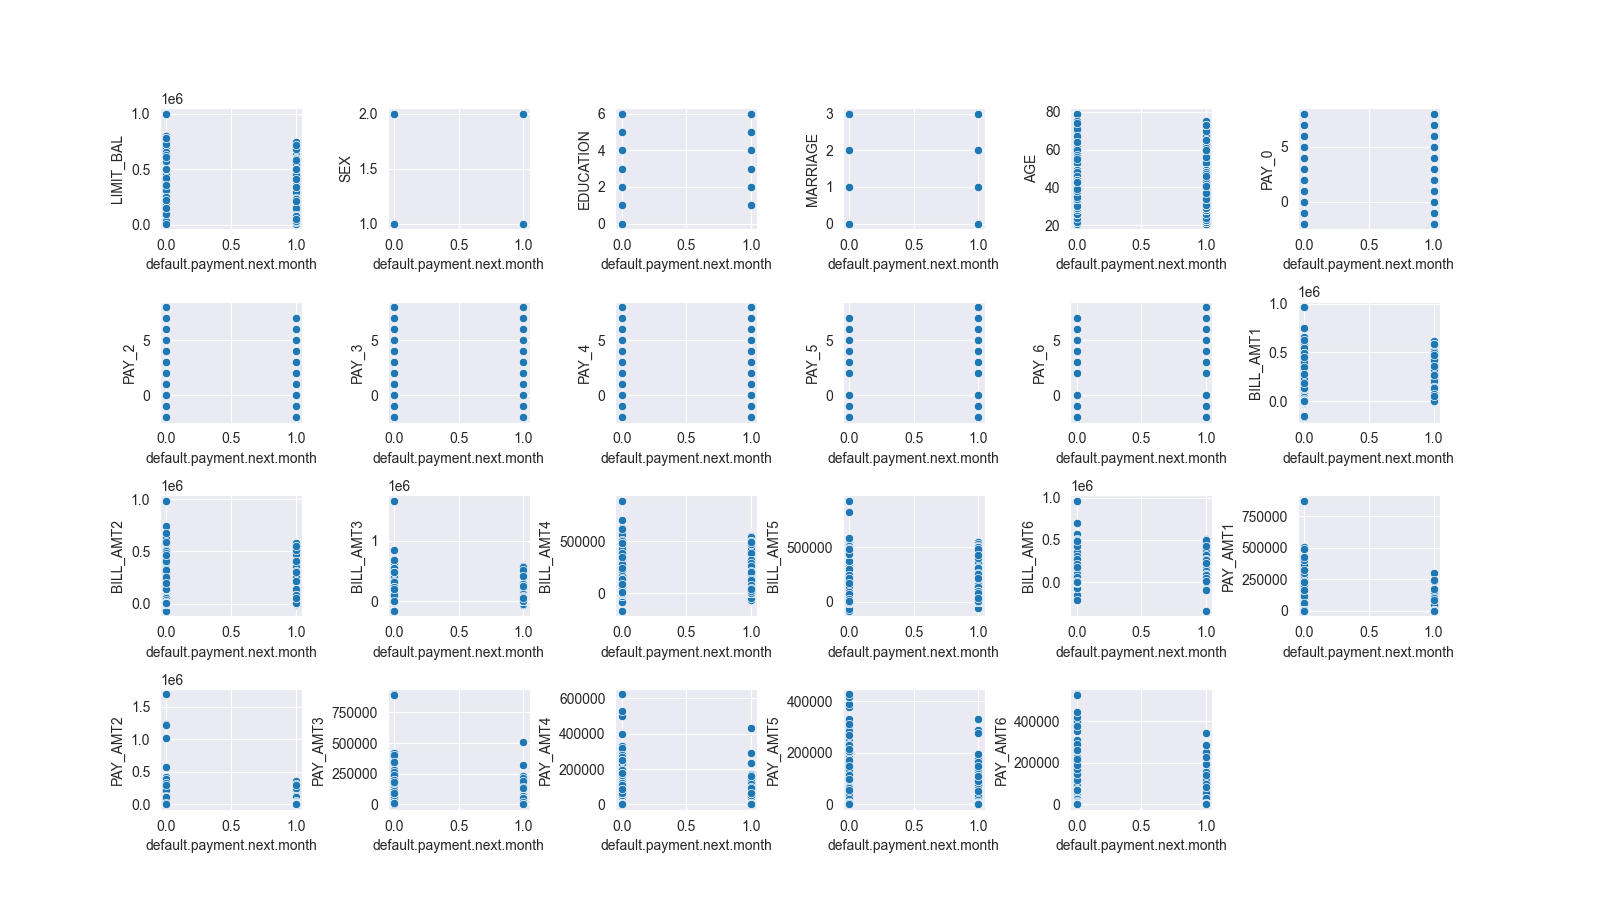 1e6
LIMIT_BAL
1.0
0.5
0.0
0.0 0.5 1.0
default.payment.next.month
SEX
2.0
1.5
1.0
0.0 0.5 1.0
default.payment.next.month
EDUCATION
6
4
2
0
0.0 0.5 1.0
default.payment.next.month
MARRIAGE
3
2
1
0
0.0 0.5 1.0
default.payment.next.month
AGE
80
60
40
20
0.0 0.5 1.0
default.payment.next.month
PAY_0
5
0
0.0 0.5 1.0
default.payment.next.month
PAY_2
5
0
0.0 0.5 1.0
default.payment.next.month
PAY_3
5
0
0.0 0.5 1.0
default.payment.next.month
PAY_4
5
0
0.0 0.5 1.0
default.payment.next.month
PAY_5
5
0
0.0 0.5 1.0
default.payment.next.month
PAY_6
5
0
0.0 0.5 1.0
default.payment.next.month
1e6
BILL_AMT1
1.0
0.5
0.0
0.0 0.5 1.0
default.payment.next.month
1e6
BILL_AMT2
1.0
0.5
0.0
0.0 0.5 1.0
default.payment.next.month
1e6
BILL_AMT3
1
0
0.0 0.5 1.0
default.payment.next.month
BILL_AMT4
500000
0
0.0 0.5 1.0
default.payment.next.month
BILL_AMT5
500000
0
0.0 0.5 1.0
default.payment.next.month
1e6
BILL_AMT6
1.0
0.5
0.0
0.0 0.5 1.0
default.payment.next.month
PAY_AMT1
750000
500000
250000
0
0.0 0.5 1.0
default.payment.next.month
1e6
PAY_AMT2
1.5
1.0
0.5
0.0
0.0 0.5 1.0
default.payment.next.month
PAY_AMT3
750000
500000
250000
0
0.0 0.5 1.0
default.payment.next.month
PAY_AMT4
600000
400000
200000
0
0.0 0.5 1.0
default.payment.next.month
PAY_AMT5
400000
200000
0
0.0 0.5 1.0
default.payment.next.month
PAY_AMT6
400000
200000
0
0.0 0.5 1.0
default.payment.next.month